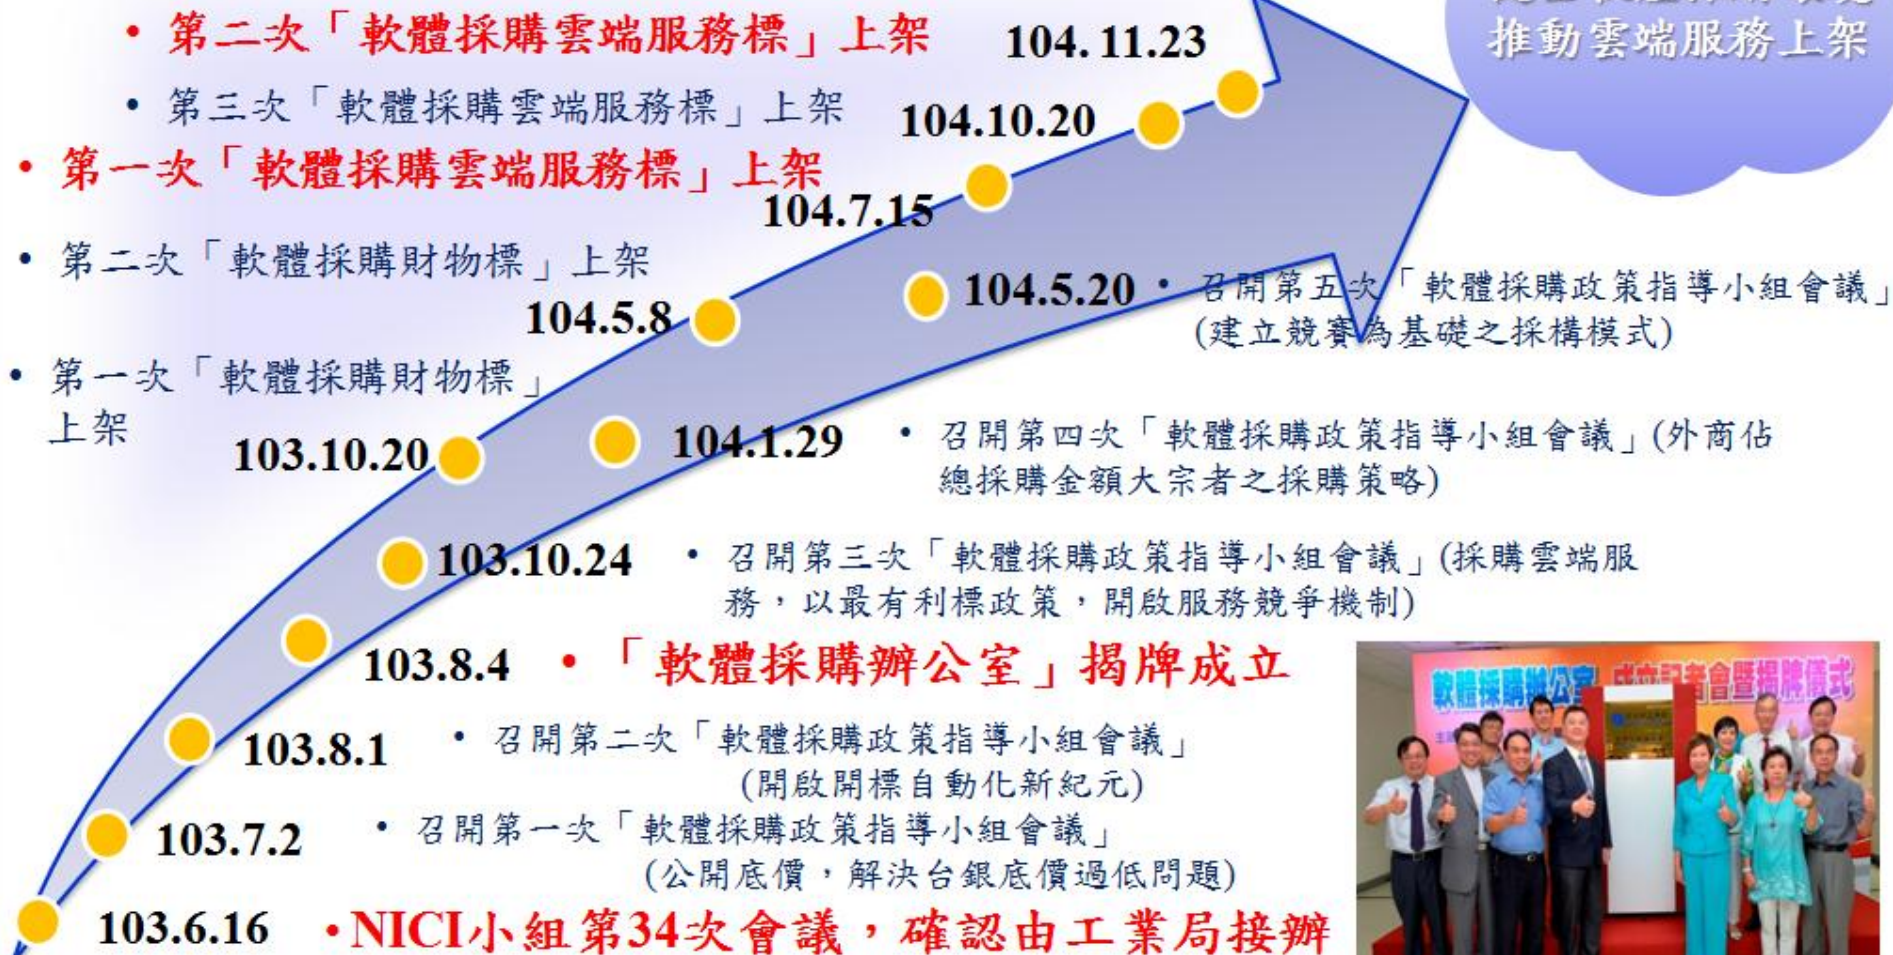 推動雲端服務上架
• 第二次「軟體採購雲端服務標」上架
104.11.23
• 第三次「軟體採購雲端服務標」上架
104.10.20
• 第一次「軟體採購雲端服務標」上架
104.7.15
• 第二次「軟體採購財物標」上架
104.5.8
104.5.20
• 召開第五次「軟體採購政策指導小組會議」
(建立競賽為基礎之採構模式)
• 第一次「軟體採購財物標」
上架
103.10.20
104.1.29
• 召開第四次「軟體採購政策指導小組會議」(外商佔
總採購金額大宗者之採購策略)
103.10.24
• 召開第三次「軟體採購政策指導小組會議」(採購雲端服
務，以最有利標政策，開啟服務競爭機制)
103.8.4
• 「軟體採購辦公室」揭牌成立
103.8.1
• 召開第二次「軟體採購政策指導小組會議」
(開啟開標自動化新紀元)
103.7.2
• 召開第一次「軟體採購政策指導小組會議」
(公開底價，解決台銀底價過低問題)
103.6.16
•NICI小組第34次會議，確認由工業局接辦
軟體採購辦公室 成立記者會暨揭牌儀式